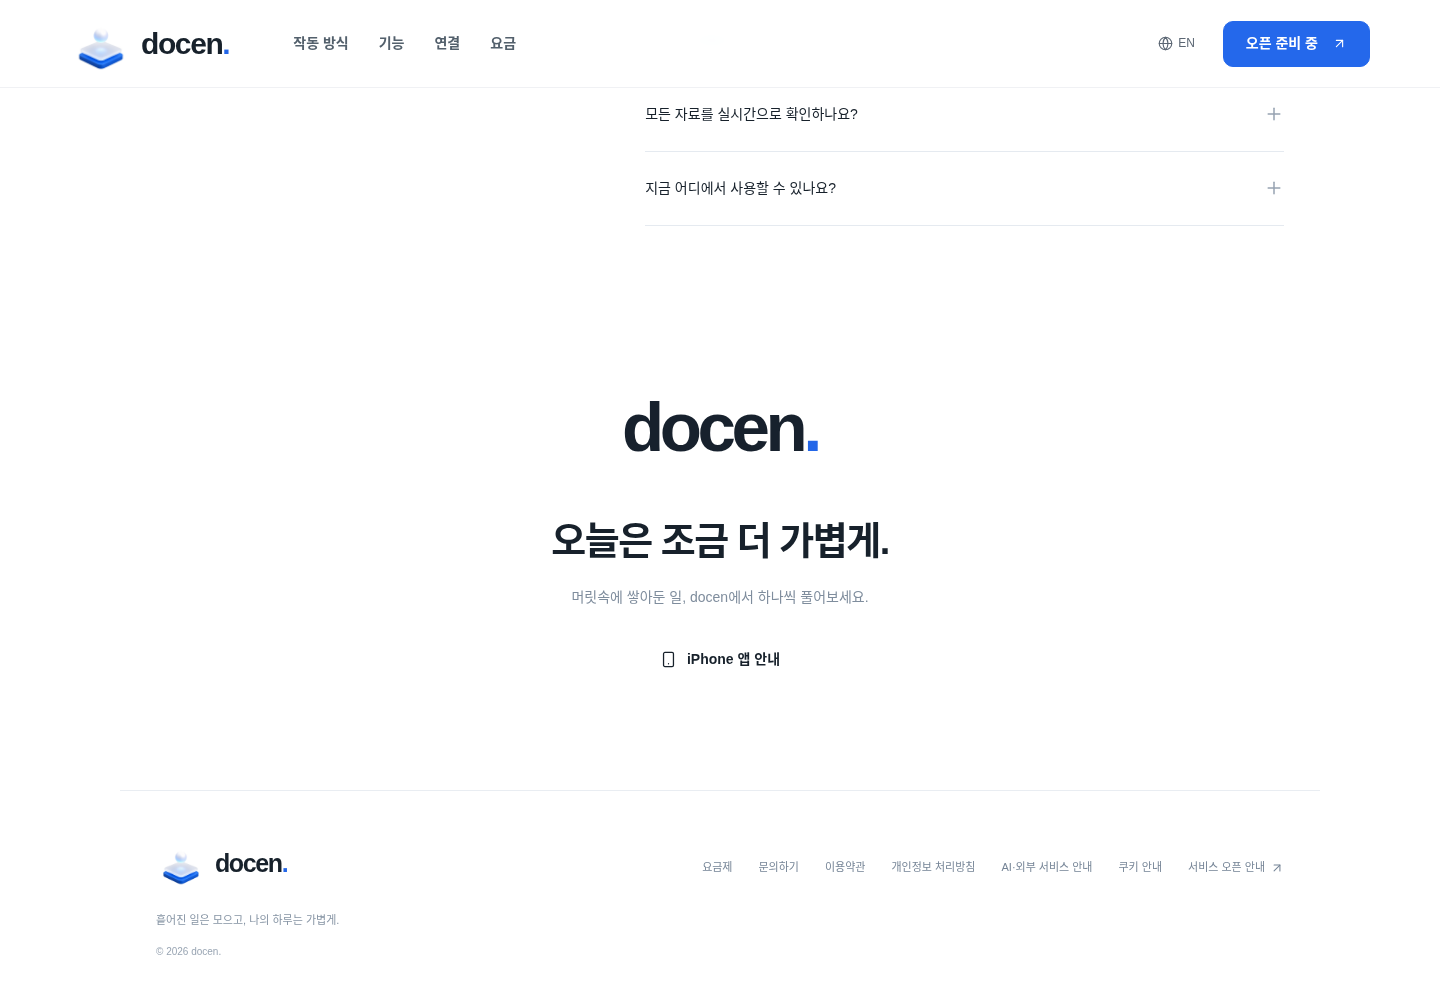 docen.
작동 방식
기능
연결
요금
EN
오픈 준비 중
모든 자료를 실시간으로 확인하나요?
지금 어디에서 사용할 수 있나요?
docen.
오늘은 조금 더 가볍게.
머릿속에 쌓아둔 일, docen에서 하나씩 풀어보세요.
iPhone 앱 안내
docen.
요금제
문의하기
이용약관
개인정보 처리방침
AI·외부 서비스 안내
쿠키 안내
서비스 오픈 안내
흩어진 일은 모으고, 나의 하루는 가볍게.
© 2026 docen.